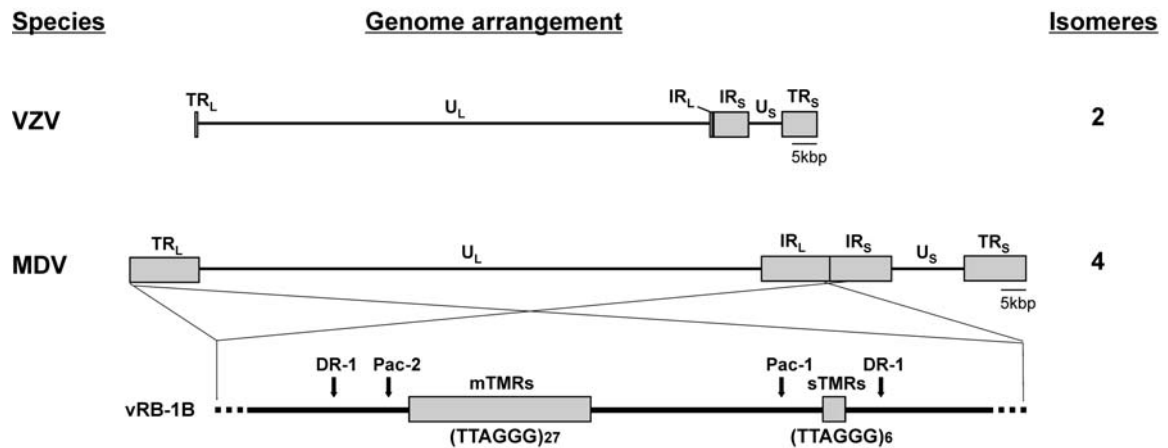 Species Genome arrangement Isomeres
TRL UL IRL IRS US TRS
VZV 2
5kbp
TRL UL IRL IRS US TRS
MDV 4
5kbp
DR-1 Pac-2 mTMRs Pac-1 sTMRs DR-1
vRB-1B
(TTAGGG)27 (TTAGGG)6